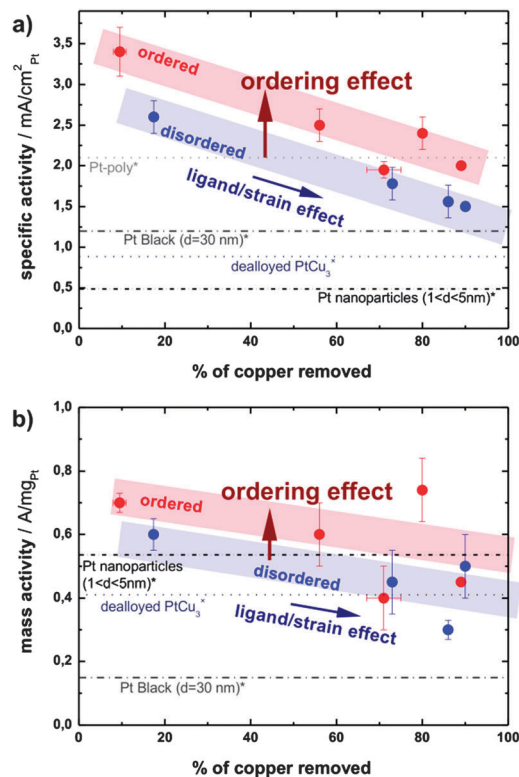 a)
specific activity / mA/cm²Pt
3,5
3,0
2,5
2,0
1,5
1,0
0,5
0,0
ordered
ordering effect
disordered
Pt-poly*
ligand/strain effect
Pt Black (d=30 nm)*
dealloyed PtCu₃ˣ
Pt nanoparticles (1<d<5nm)*
0 20 40 60 80 100
% of copper removed
b)
mass activity / A/mgPt
1,0
0,8
0,6
0,4
0,2
0,0
ordered
ordering effect
Pt nanoparticles
(1<d<5nm)*
disordered
dealloyed PtCu₃ˣ
ligand/strain effect
Pt Black (d=30 nm)*
0 20 40 60 80 100
% of copper removed